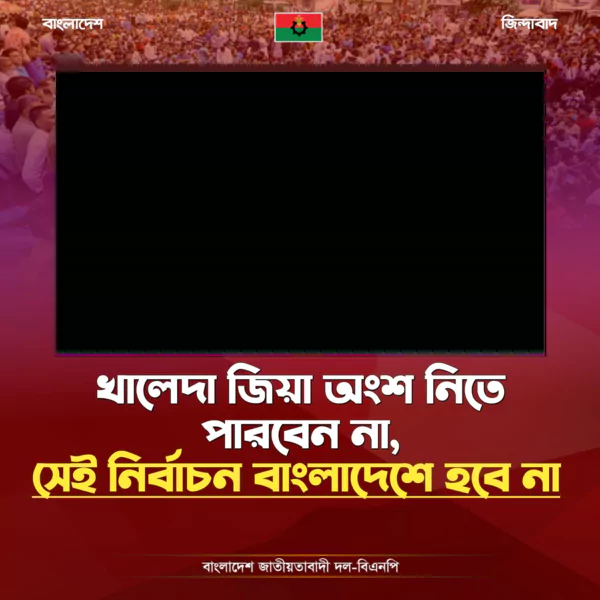 বাংলাদেশ
জিন্দাবাদ
খালেদা জিয়া অংশ নিতে
পারবেন না,
সেই নির্বাচন বাংলাদেশে হবে না
বাংলাদেশ জাতীয়তাবাদী দল-বিএনপি